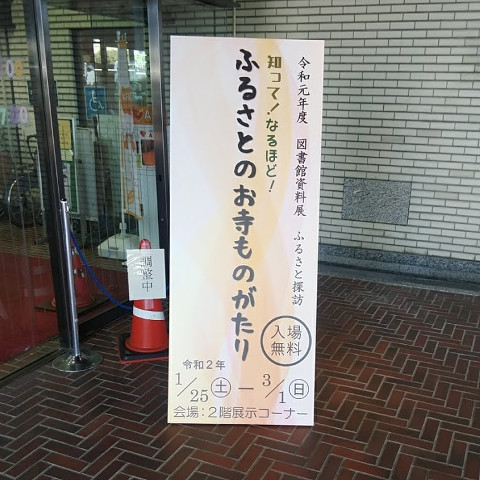 令和元年度 図書館資料展 ふるさと探訪
知って!なるほど!
ふるさとのお寺ものがたり
入場
無料
令和2年
1/25(土)―3/1(日)
会場:2階展示コーナー
調整中